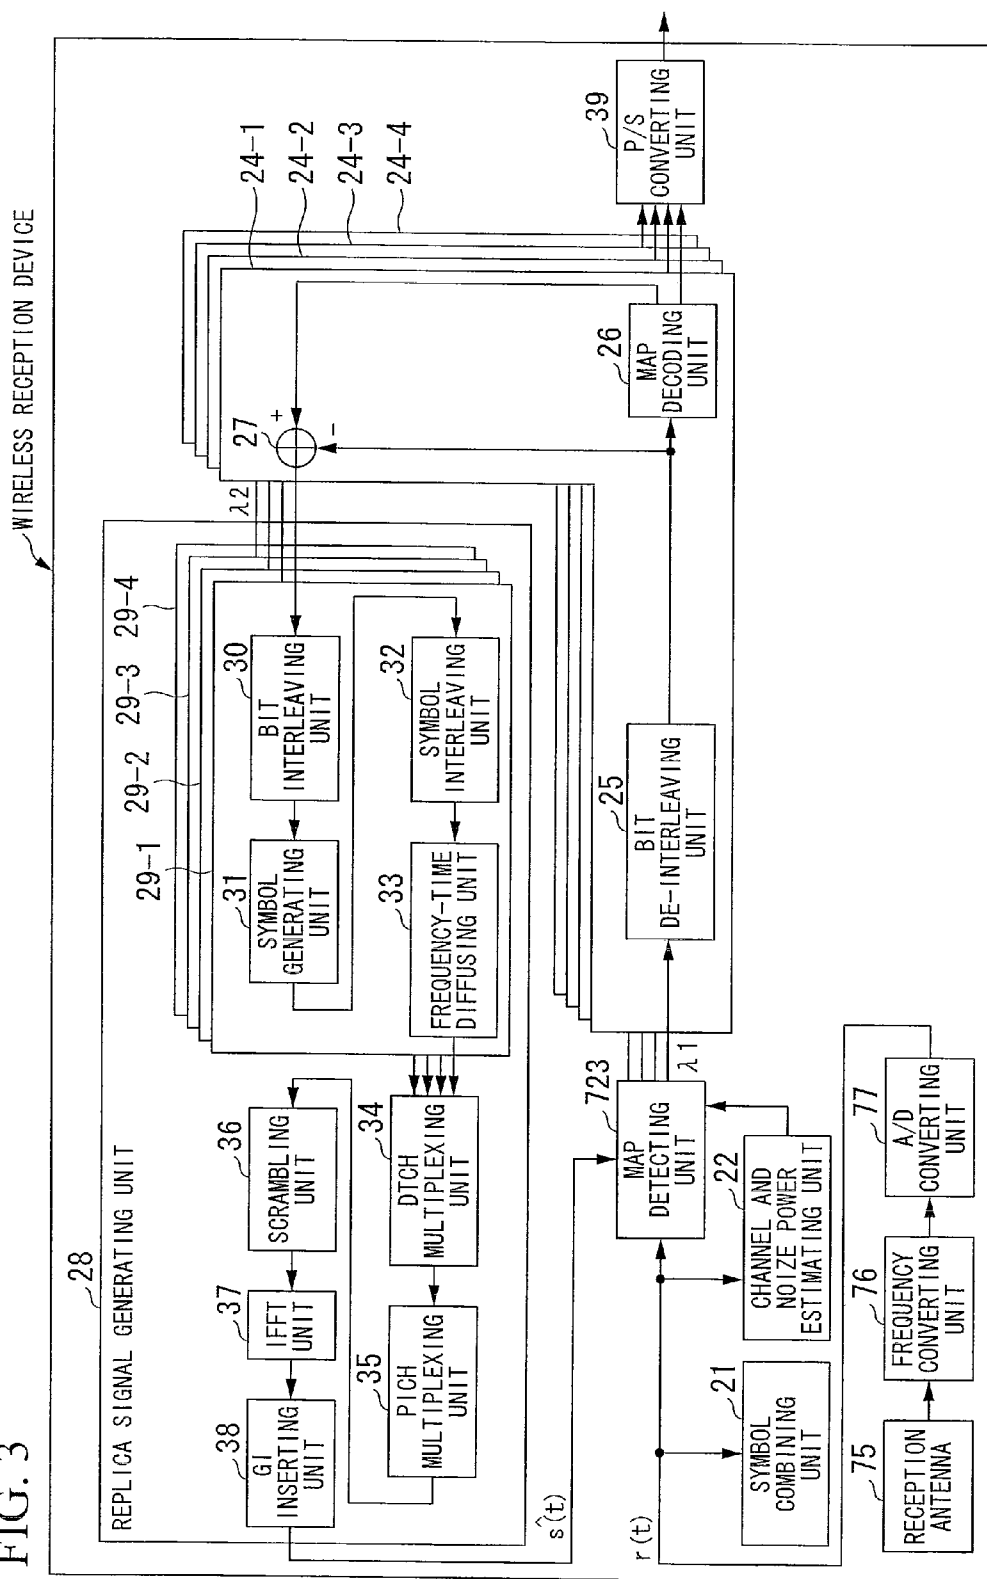 FIG. 3
WIRELESS RECEPTION DEVICE
28
REPLICA SIGNAL GENERATING UNIT
29-1
29-2
29-3
29-4
24-1
24-2
24-3
24-4
38
GI
INSERTING
UNIT
37
IFFT
UNIT
36
SCRAMBLING
UNIT
31
SYMBOL
GENERATING
UNIT
30
BIT
INTERLEAVING
UNIT
λ2
27
+
-
35
PICH
MULTIPLEXING
UNIT
34
DTCH
MULTIPLEXING
UNIT
33
FREQUENCY-TIME
DIFFUSING UNIT
32
SYMBOL
INTERLEAVING
UNIT
s^(t)
r(t)
723
MAP
DETECTING
UNIT
λ1
25
BIT
DE-INTERLEAVING
UNIT
26
MAP
DECODING
UNIT
39
P/S
CONVERTING
UNIT
21
SYMBOL
COMBINING
UNIT
22
CHANNEL AND
NOIZE POWER
ESTIMATING UNIT
75
RECEPTION
ANTENNA
76
FREQUENCY
CONVERTING
UNIT
77
A/D
CONVERTING
UNIT